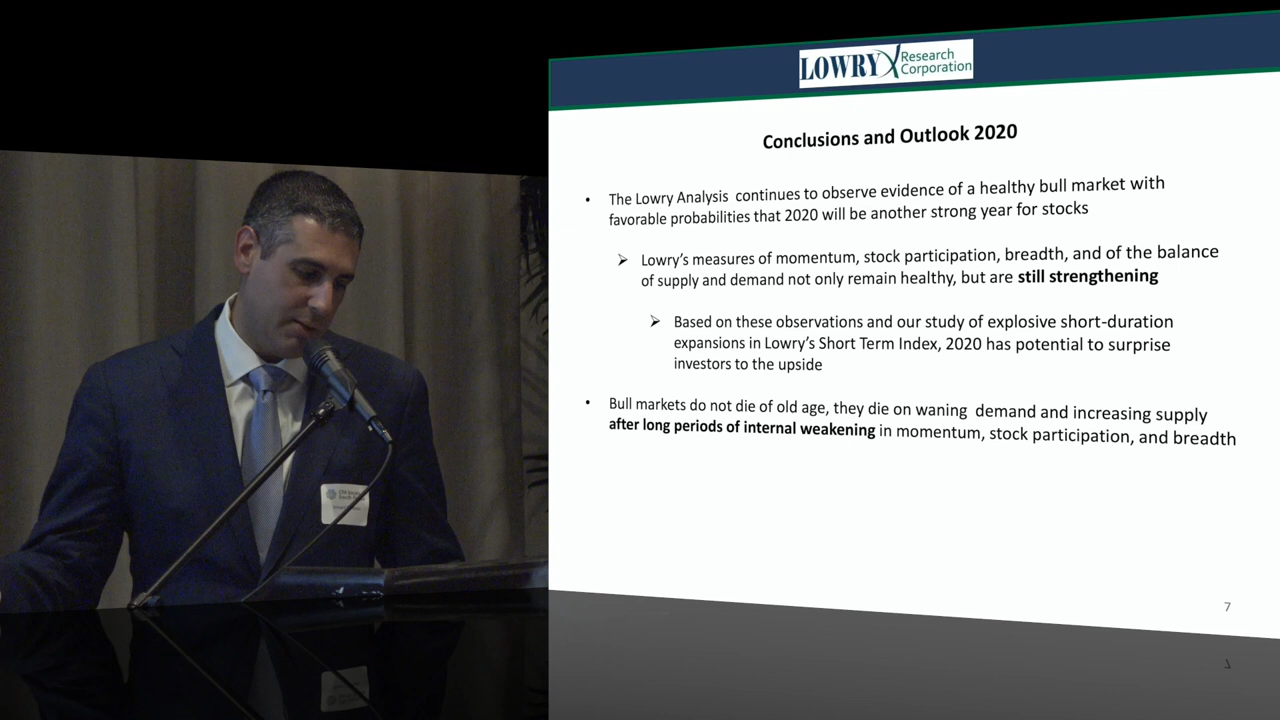 LOWRY Research
Corporation
Conclusions and Outlook 2020
• The Lowry Analysis continues to observe evidence of a healthy bull market with
favorable probabilities that 2020 will be another strong year for stocks
➢ Lowry's measures of momentum, stock participation, breadth, and of the balance
of supply and demand not only remain healthy, but are still strengthening
➢ Based on these observations and our study of explosive short-duration
expansions in Lowry's Short Term Index, 2020 has potential to surprise
investors to the upside
• Bull markets do not die of old age, they die on waning demand and increasing supply
after long periods of internal weakening in momentum, stock participation, and breadth
7